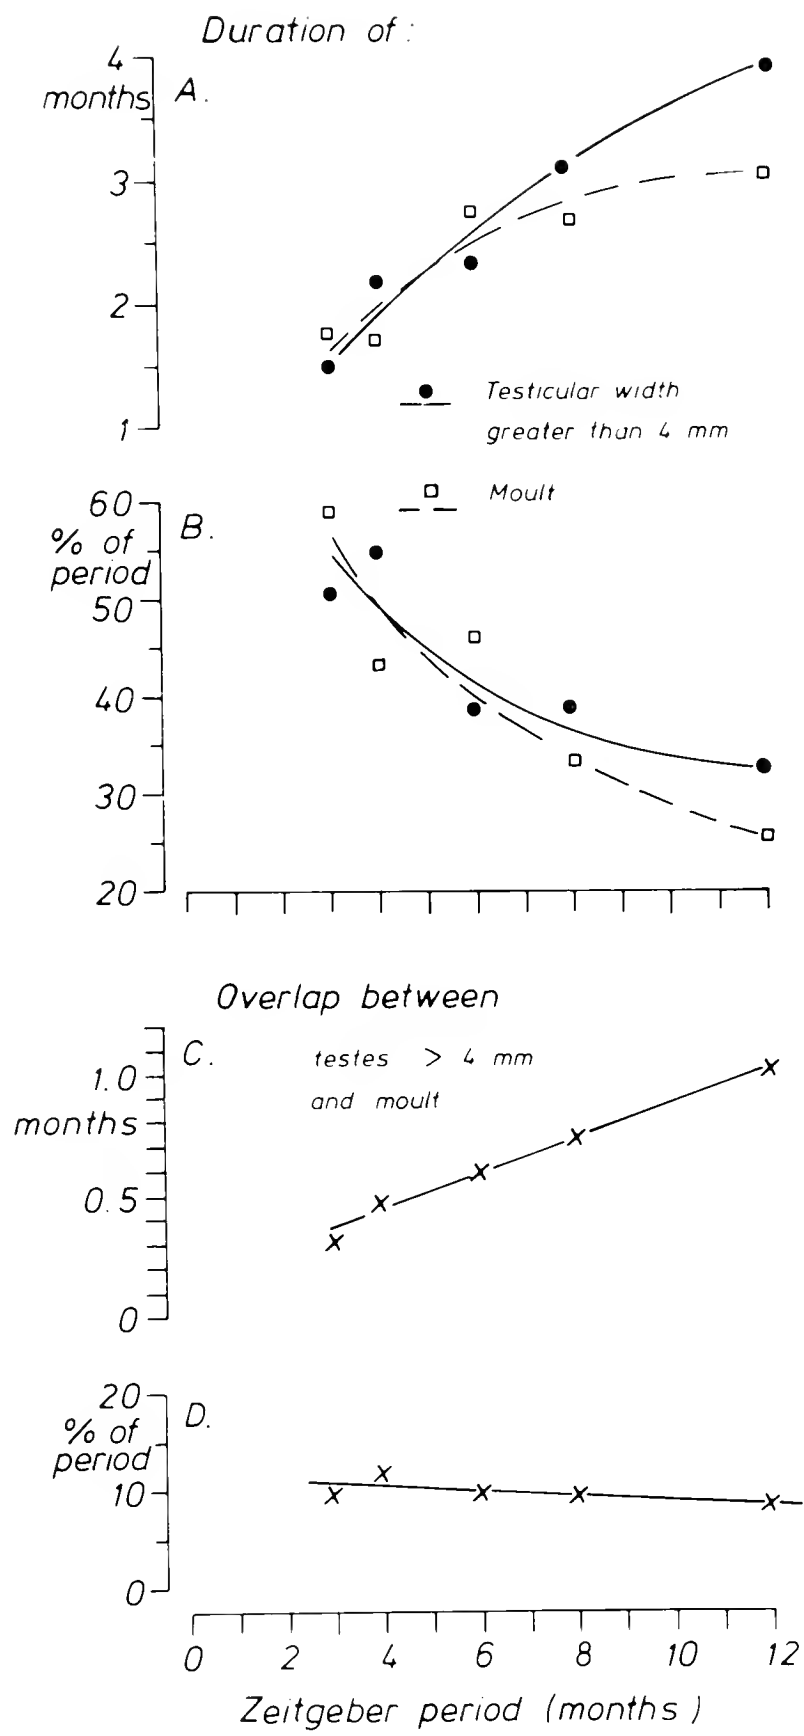 Duration of :
4
months
A.
3
2
1
Testicular width
greater than 4 mm
Moult
60
% of
period
B.
50
40
30
20
Overlap between
C.
testes > 4 mm
and moult
1.0
months
0.5
0
20
% of
period
D.
10
0
0 2 4 6 8 10 12
Zeitgeber period (months)